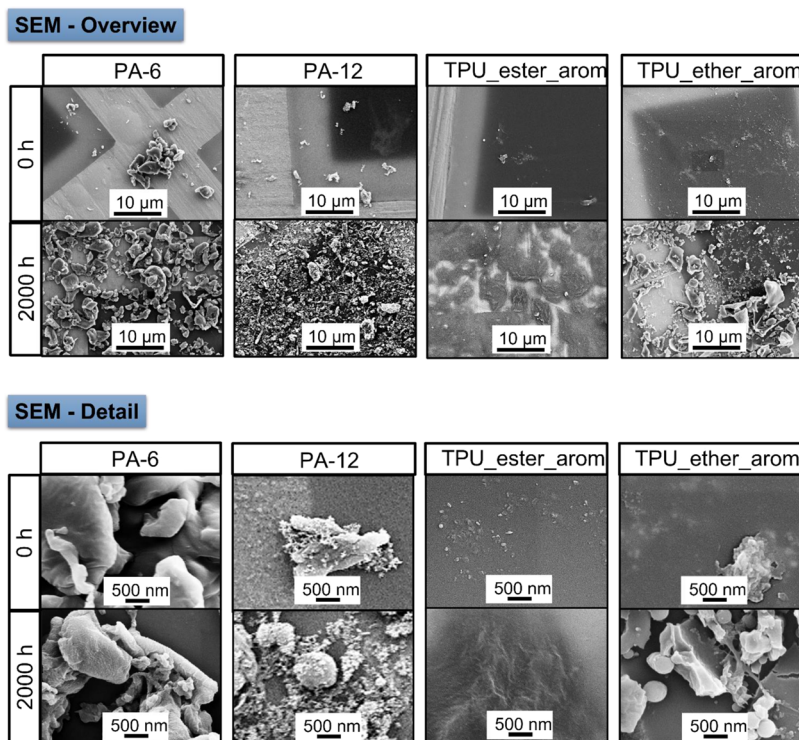 SEM - Overview
PA-6 PA-12 TPU_ester_arom TPU_ether_arom
0 h
10 µm 10 µm 10 µm 10 µm
2000 h
10 µm 10 µm 10 µm 10 µm
SEM - Detail
PA-6 PA-12 TPU_ester_arom TPU_ether_arom
0 h
500 nm 500 nm 500 nm 500 nm
2000 h
500 nm 500 nm 500 nm 500 nm